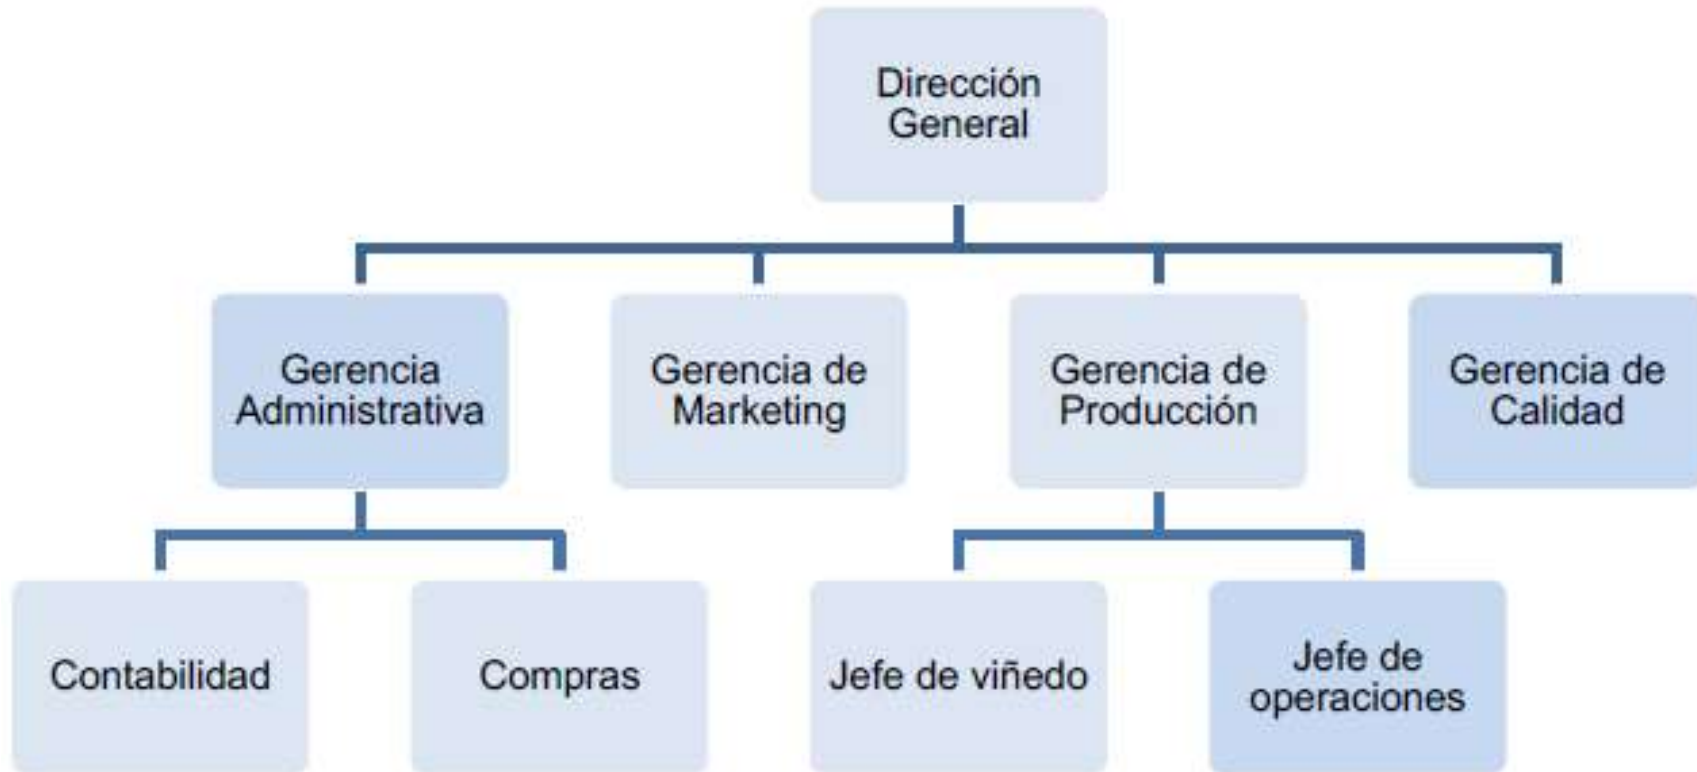 Dirección
General
Gerencia
Administrativa
Gerencia de
Marketing
Gerencia de
Producción
Gerencia de
Calidad
Contabilidad
Compras
Jefe de viñedo
Jefe de
operaciones